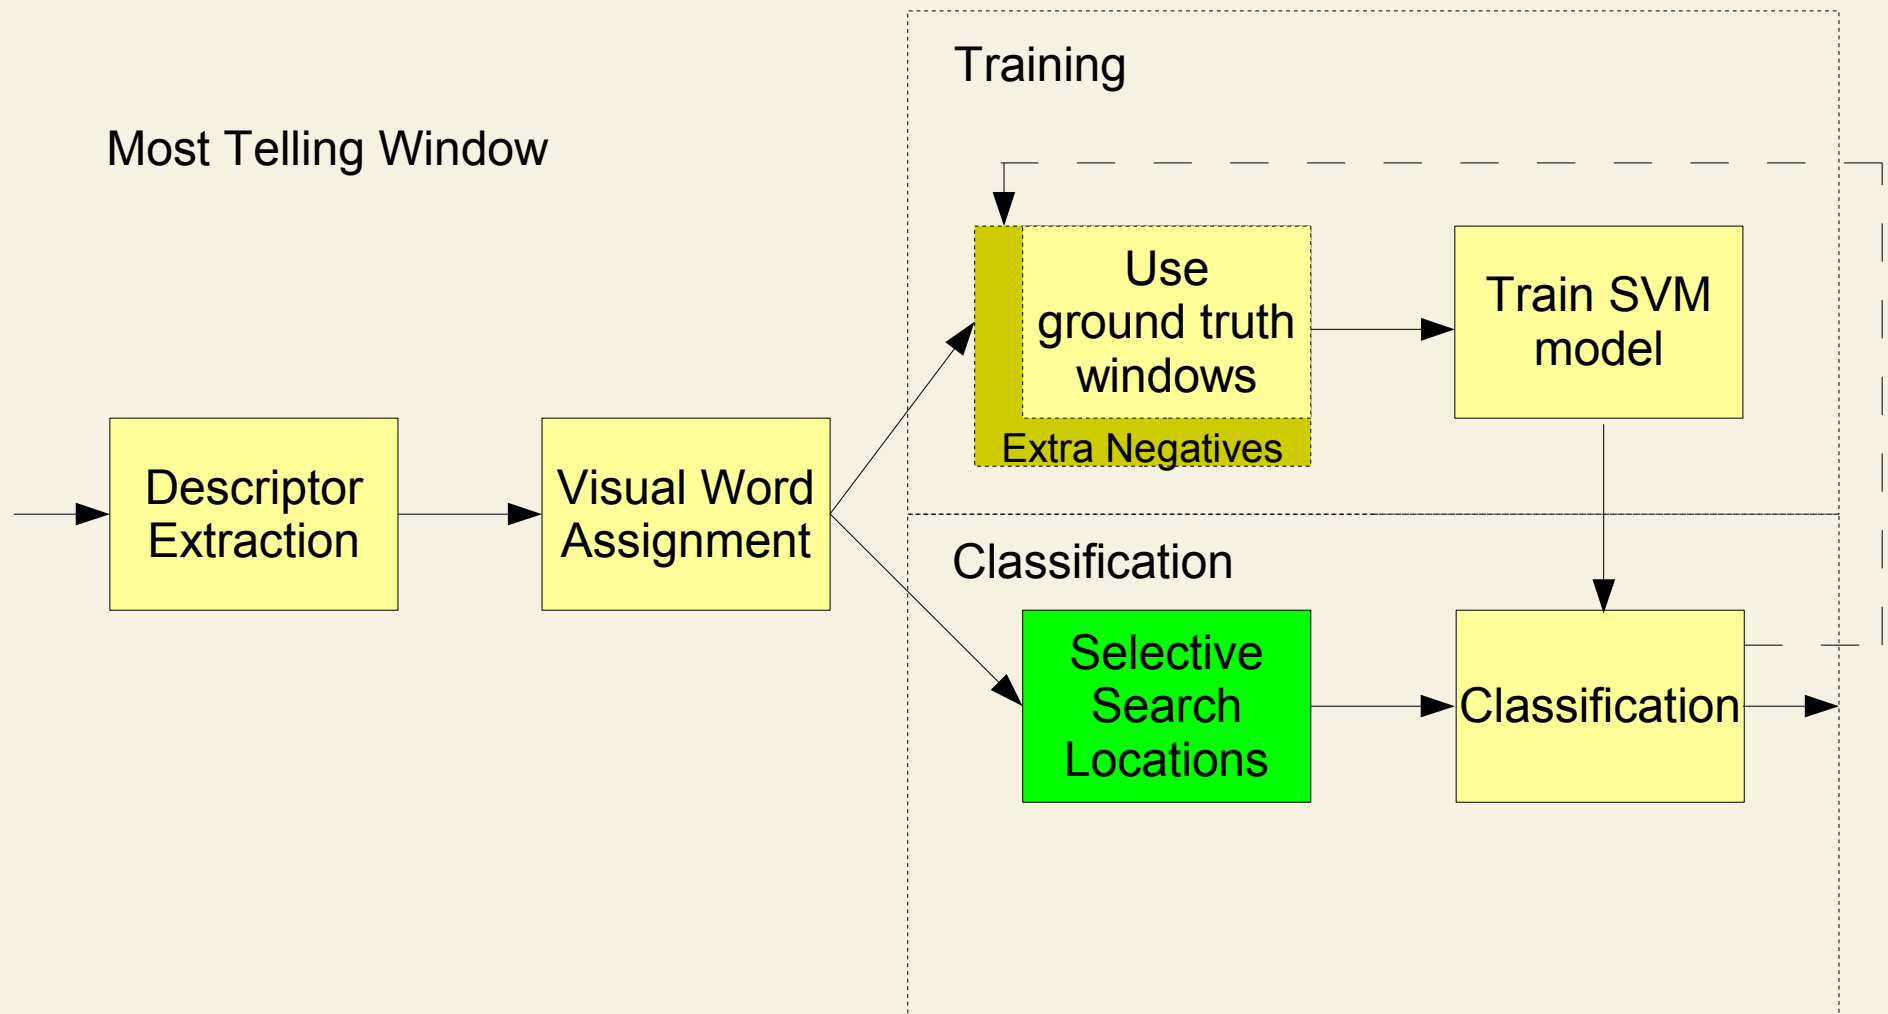 Most Telling Window
Descriptor
Extraction
Visual Word
Assignment
Training
Use
ground truth
windows
Extra Negatives
Train SVM
model
Classification
Selective
Search
Locations
Classification